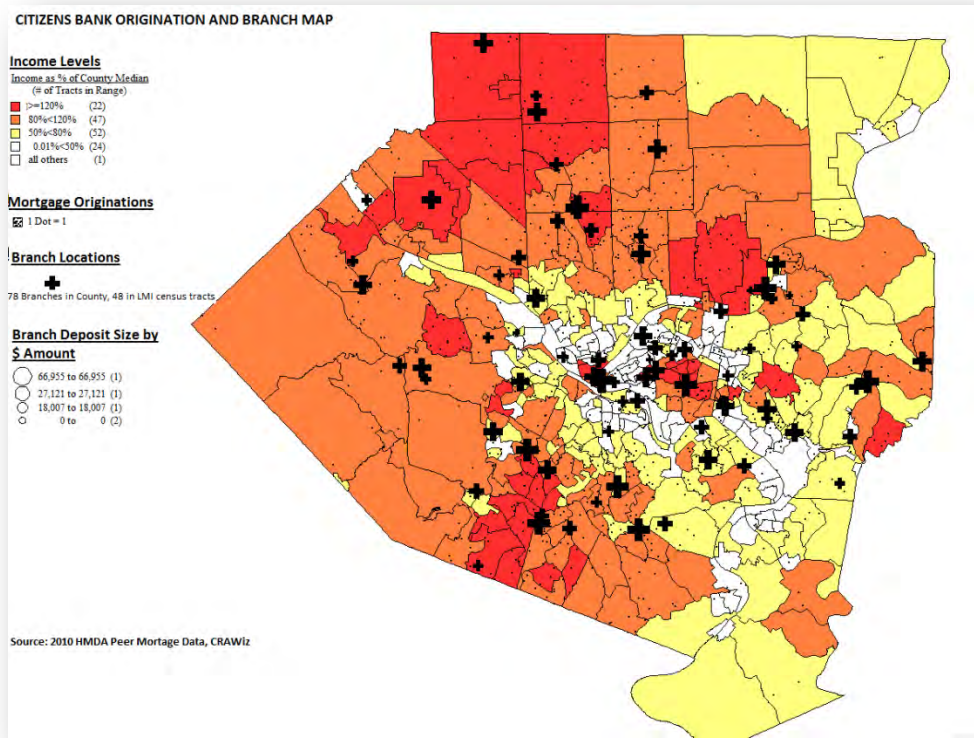 CITIZENS BANK ORIGINATION AND BRANCH MAP
Income Levels
Income as % of County Median
(# of Tracts in Range)
>=120% (22)
80%<120% (47)
50%<80% (52)
0.01%<50% (24)
all others (1)
Mortgage Originations
1 Dot = 1
Branch Locations
78 Branches in County, 48 in LMI census tracts
Branch Deposit Size by
$ Amount
66,955 to 66,955 (1)
27,121 to 27,121 (1)
18,007 to 18,007 (1)
0 to 0 (2)
Source: 2010 HMDA Peer Mortage Data, CRAWiz